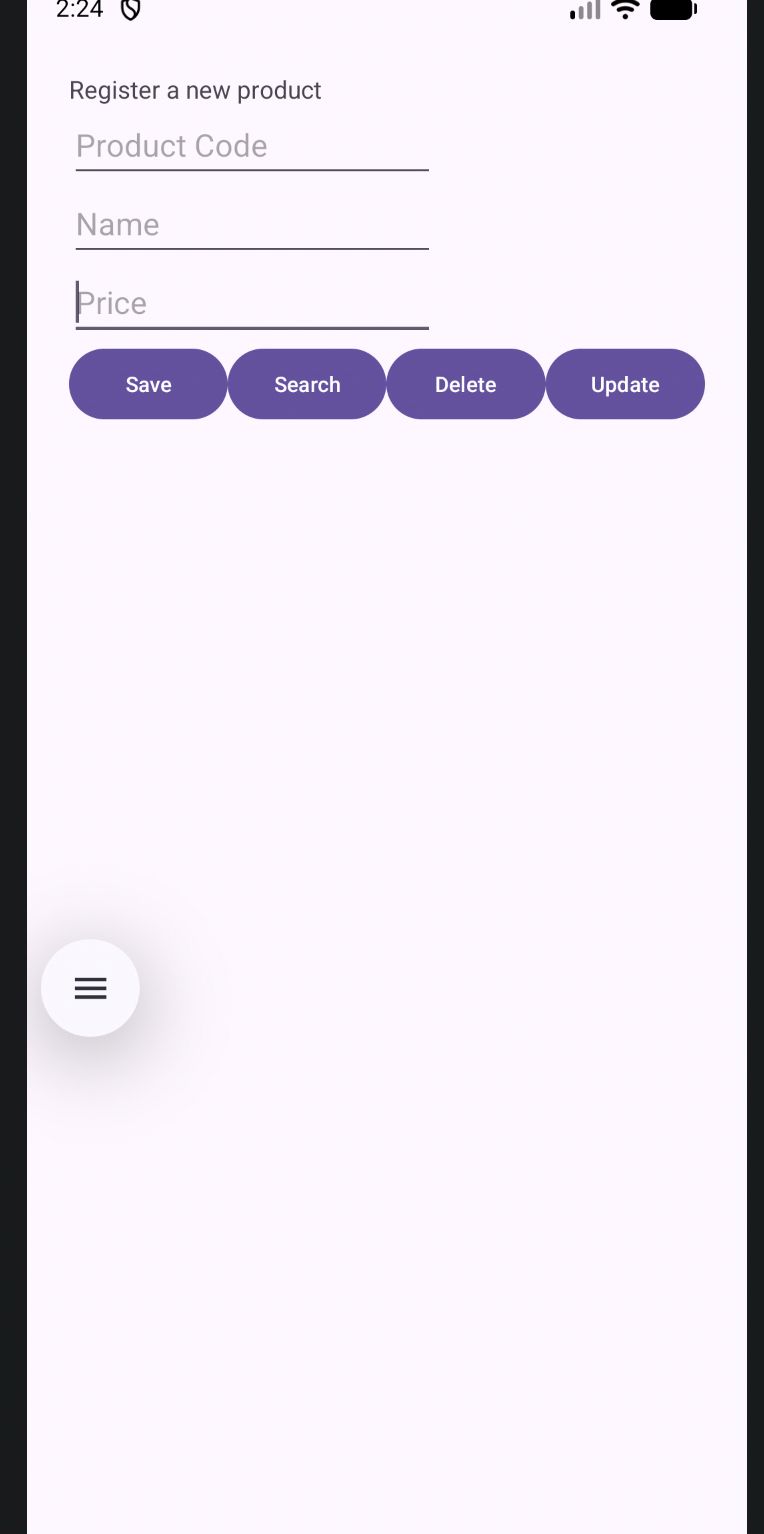 2:24
Register a new product
Product Code
Name
Price
Save Search Delete Update